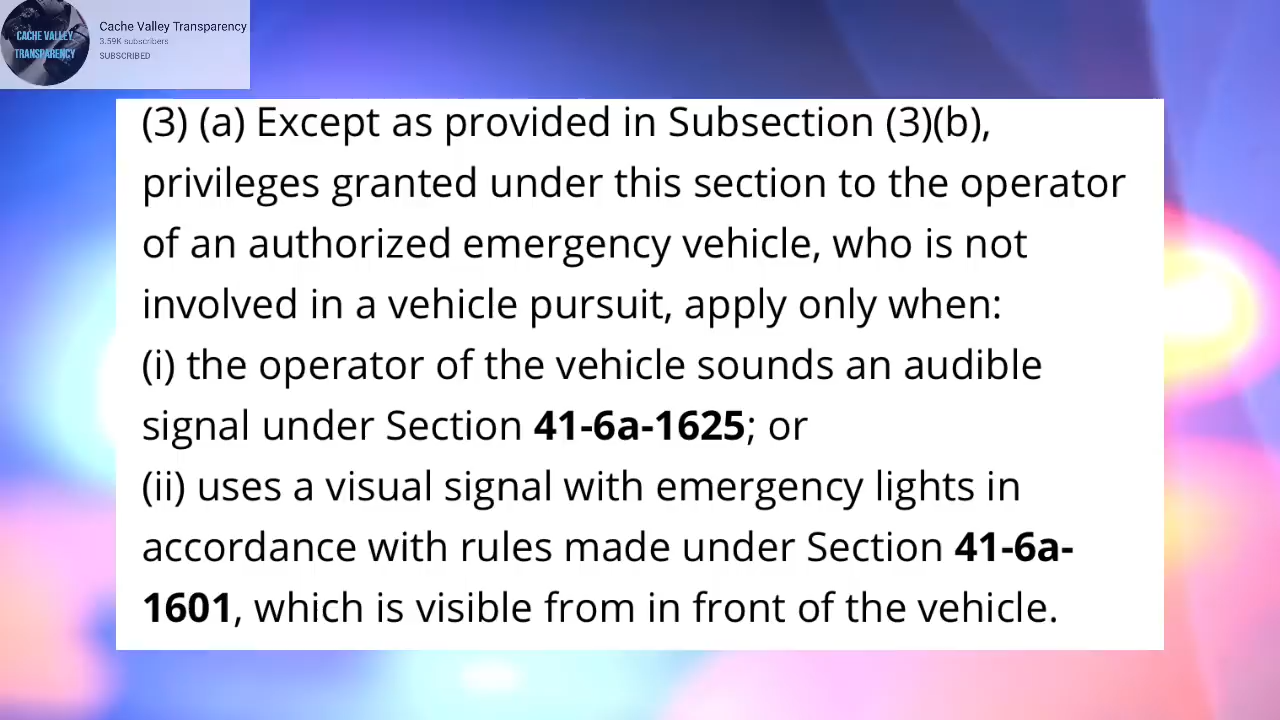 CACHE VALLEY
TRANSPARENCY
Cache Valley Transparency
3.59K subscribers
SUBSCRIBED
(3) (a) Except as provided in Subsection (3)(b),
privileges granted under this section to the operator
of an authorized emergency vehicle, who is not
involved in a vehicle pursuit, apply only when:
(i) the operator of the vehicle sounds an audible
signal under Section 41-6a-1625; or
(ii) uses a visual signal with emergency lights in
accordance with rules made under Section 41-6a-
1601, which is visible from in front of the vehicle.